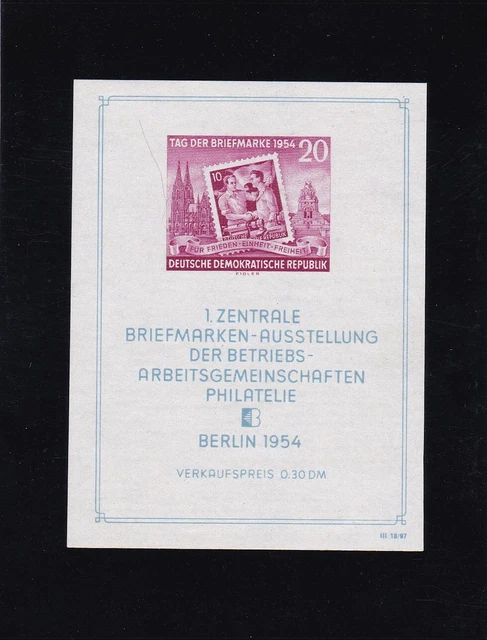 TAG DER BRIEFMARKE 1954 20
10
FÜR FRIEDEN·EINHEIT·FREIHEIT
DEUTSCHE DEMOKRATISCHE REPUBLIK
EIGLER
1. ZENTRALE
BRIEFMARKEN-AUSSTELLUNG
DER BETRIEBS-
ARBEITSGEMEINSCHAFTEN
PHILATELIE
BERLIN 1954
VERKAUFSPREIS 0.30 DM
III 18/97